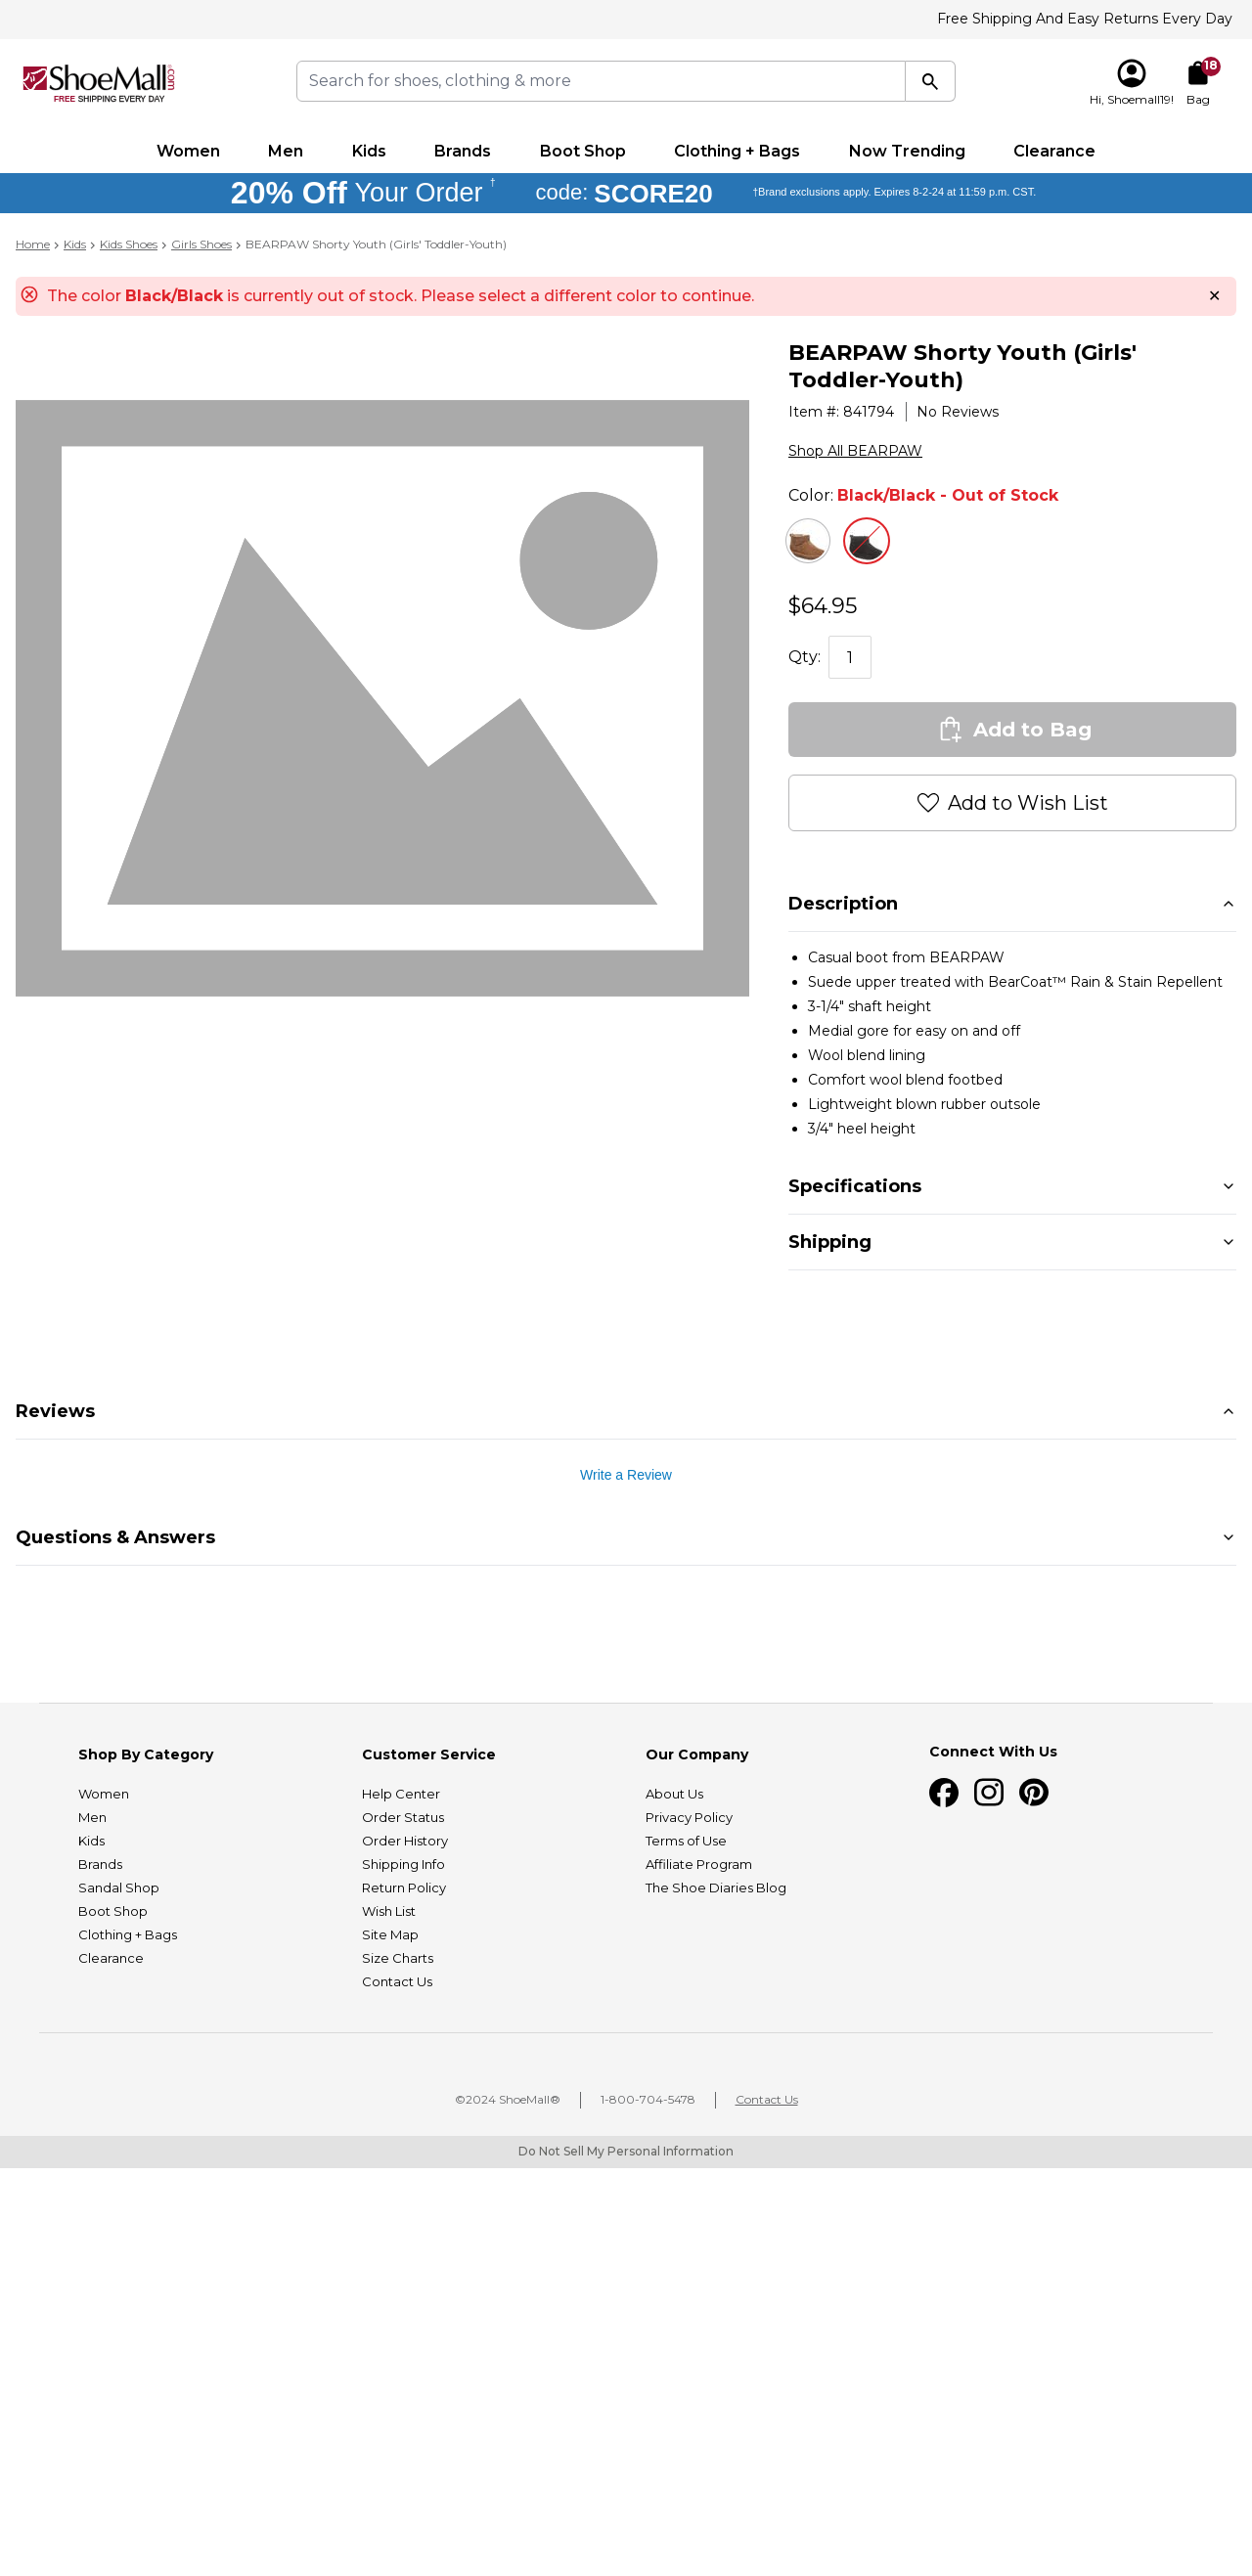 Free Shipping And Easy Returns Every Day
ShoeMall.com
FREE SHIPPING EVERY DAY
Search for shoes, clothing & more
18
Hi, Shoemall19!
Bag
Women Men Kids Brands Boot Shop Clothing + Bags Now Trending Clearance
20% Off Your Order † code: SCORE20 †Brand exclusions apply. Expires 8-2-24 at 11:59 p.m. CST.
Home > Kids > Kids Shoes > Girls Shoes > BEARPAW Shorty Youth (Girls' Toddler-Youth)
The color Black/Black is currently out of stock. Please select a different color to continue.
BEARPAW Shorty Youth (Girls'
Toddler-Youth)
Item #: 841794 No Reviews
Shop All BEARPAW
Color: Black/Black - Out of Stock
$64.95
Qty: 1
Add to Bag
Add to Wish List
Description
• Casual boot from BEARPAW
• Suede upper treated with BearCoat™ Rain & Stain Repellent
• 3-1/4" shaft height
• Medial gore for easy on and off
• Wool blend lining
• Comfort wool blend footbed
• Lightweight blown rubber outsole
• 3/4" heel height
Specifications
Shipping
Reviews
Write a Review
Questions & Answers
Shop By Category
Women
Men
Kids
Brands
Sandal Shop
Boot Shop
Clothing + Bags
Clearance
Customer Service
Help Center
Order Status
Order History
Shipping Info
Return Policy
Wish List
Site Map
Size Charts
Contact Us
Our Company
About Us
Privacy Policy
Terms of Use
Affiliate Program
The Shoe Diaries Blog
Connect With Us
©2024 ShoeMall® 1-800-704-5478 Contact Us
Do Not Sell My Personal Information